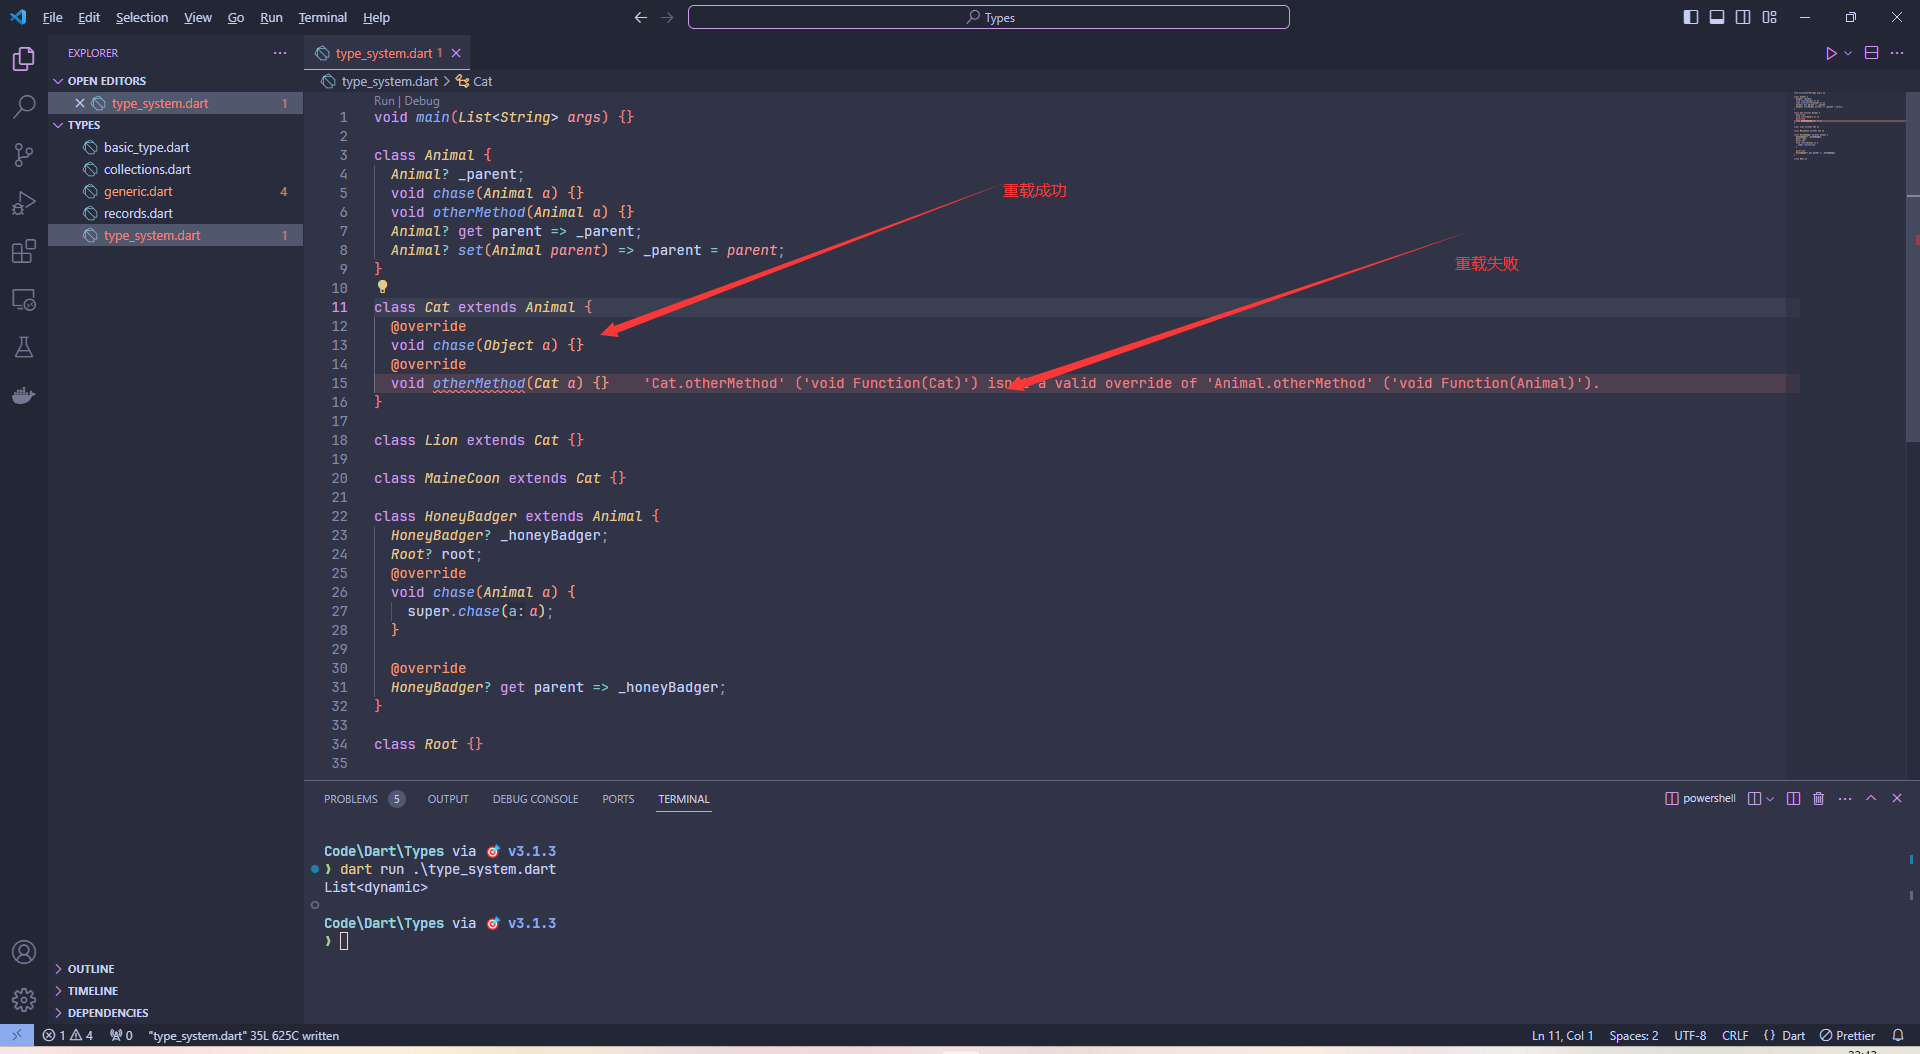 File Edit Selection View Go Run Terminal Help
Types
EXPLORER
type_system.dart 1
OPEN EDITORS
type_system.dart 1
TYPES
basic_type.dart
collections.dart
generic.dart 4
records.dart
type_system.dart 1
type_system.dart > Cat
Run | Debug
1 void main(List<String> args) {}
2
3 class Animal {
4 Animal? _parent;
5 void chase(Animal a) {}
6 void otherMethod(Animal a) {}
7 Animal? get parent => _parent;
8 Animal? set(Animal parent) => _parent = parent;
9 }
10
11 class Cat extends Animal {
12 @override
13 void chase(Object a) {}
14 @override
15 void otherMethod(Cat a) {} 'Cat.otherMethod' ('void Function(Cat)') isn't a valid override of 'Animal.otherMethod' ('void Function(Animal)').
16 }
17
18 class Lion extends Cat {}
19
20 class MaineCoon extends Cat {}
21
22 class HoneyBadger extends Animal {
23 HoneyBadger? _honeyBadger;
24 Root? root;
25 @override
26 void chase(Animal a) {
27 super.chase(a: a);
28 }
29
30 @override
31 HoneyBadger? get parent => _honeyBadger;
32 }
33
34 class Root {}
35
重载成功
重载失败
PROBLEMS 5 OUTPUT DEBUG CONSOLE PORTS TERMINAL
powershell
Code\Dart\Types via 🎯 v3.1.3
❯ dart run .\type_system.dart
List<dynamic>
Code\Dart\Types via 🎯 v3.1.3
❯
OUTLINE
TIMELINE
DEPENDENCIES
1 4 0 "type_system.dart" 35L 625C written
Ln 11, Col 1 Spaces: 2 UTF-8 CRLF {} Dart Prettier